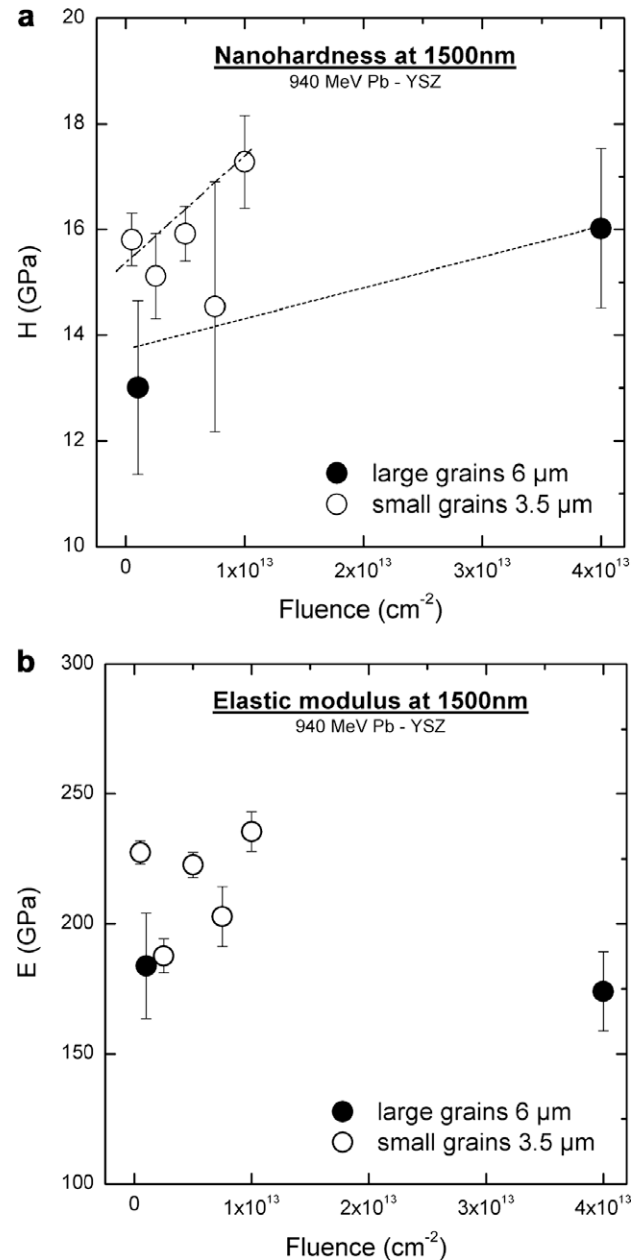 a
Nanohardness at 1500nm
940 MeV Pb - YSZ
20
18
16
14
12
10
H (GPa)
large grains 6 µm
small grains 3.5 µm
0 1x10¹³ 2x10¹³ 3x10¹³ 4x10¹³
Fluence (cm⁻²)
b
Elastic modulus at 1500nm
940 MeV Pb - YSZ
300
250
200
150
100
E (GPa)
large grains 6 µm
small grains 3.5 µm
0 1x10¹³ 2x10¹³ 3x10¹³ 4x10¹³
Fluence (cm⁻²)